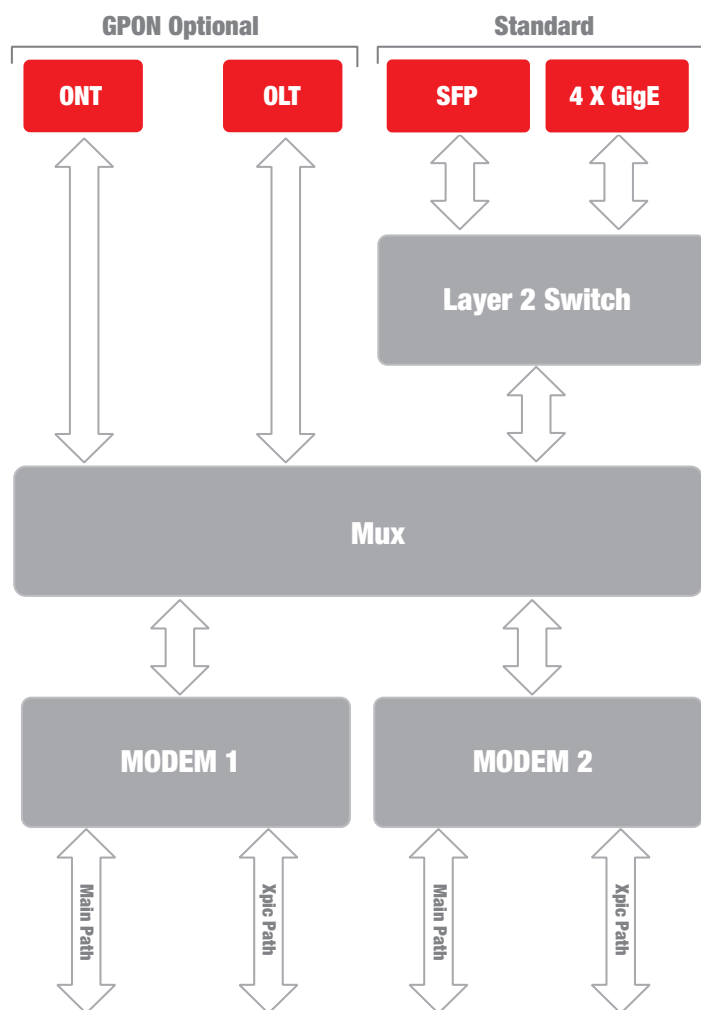 GPON Optional
Standard
ONT
OLT
SFP
4 X GigE
Layer 2 Switch
Mux
MODEM 1
MODEM 2
Main Path
Xpic Path
Main Path
Xpic Path